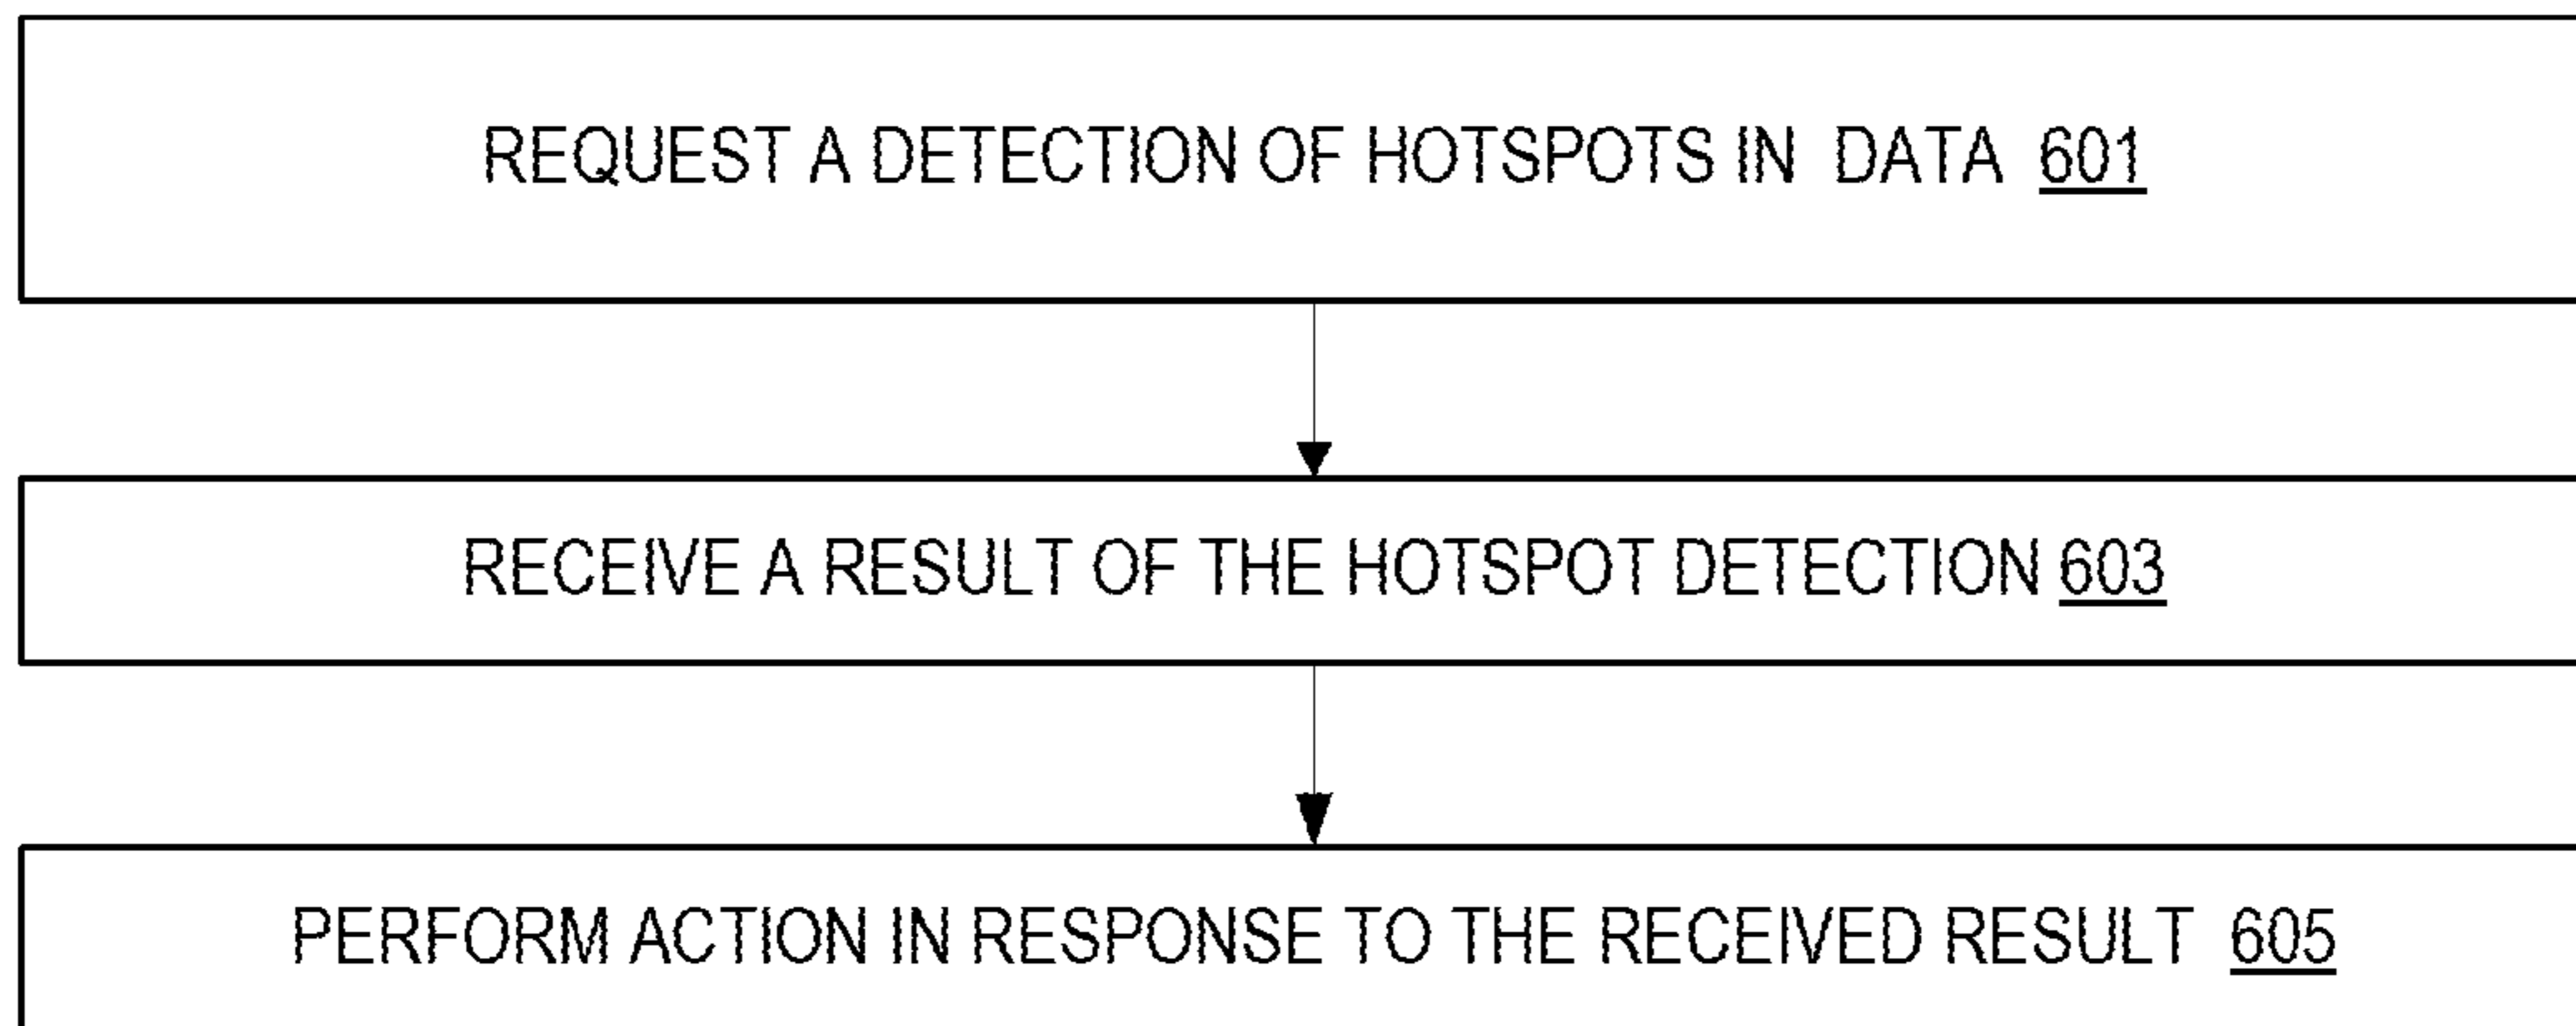 REQUEST A DETECTION OF HOTSPOTS IN DATA 601
RECEIVE A RESULT OF THE HOTSPOT DETECTION 603
PERFORM ACTION IN RESPONSE TO THE RECEIVED RESULT 605